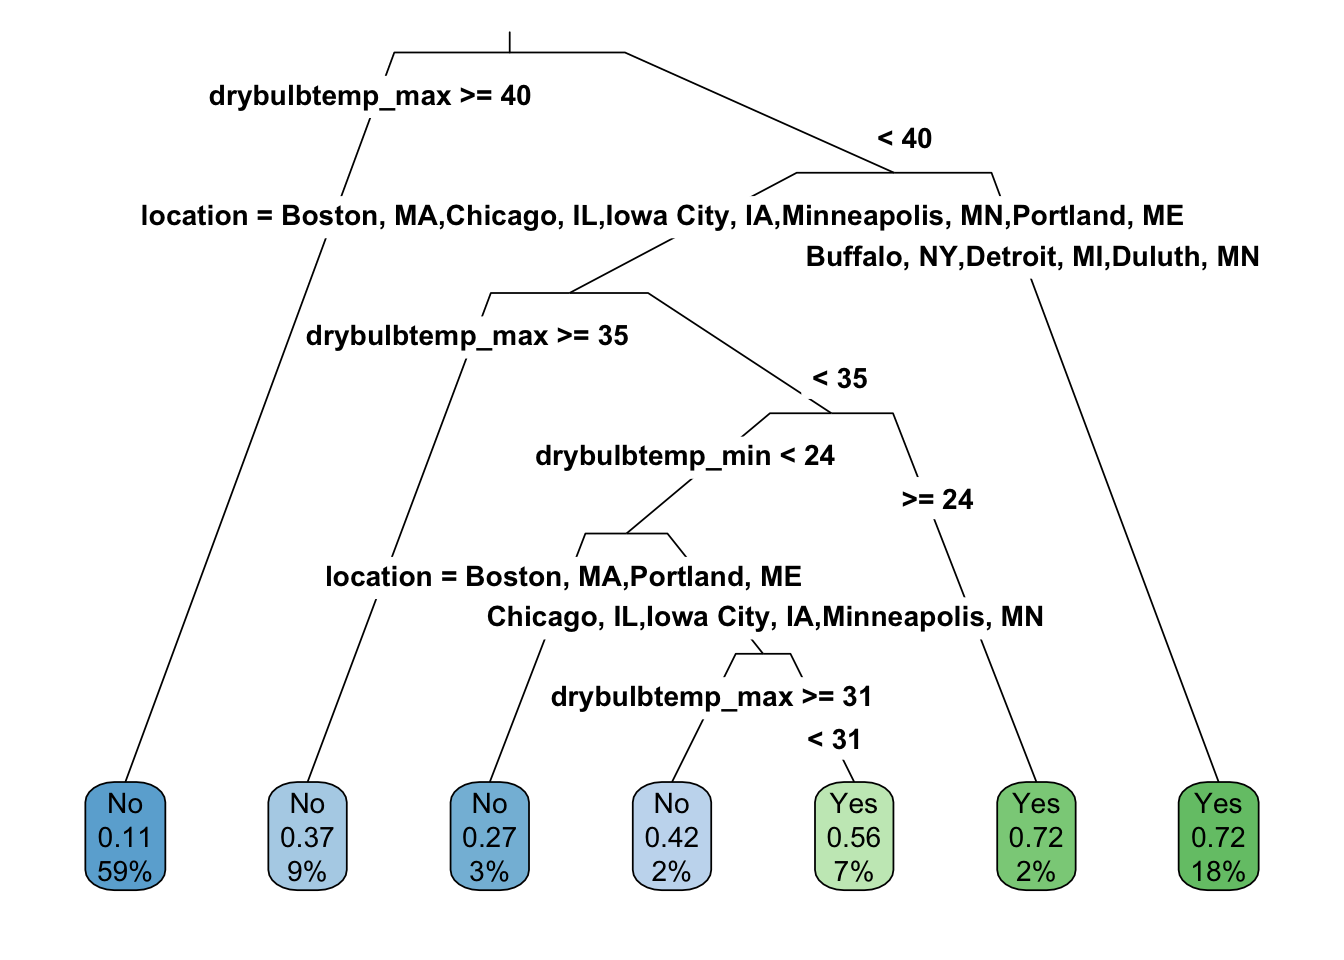 drybulbtemp_max >= 40
< 40
location = Boston, MA,Chicago, IL,Iowa City, IA,Minneapolis, MN,Portland, ME
Buffalo, NY,Detroit, MI,Duluth, MN
drybulbtemp_max >= 35
< 35
drybulbtemp_min < 24
>= 24
location = Boston, MA,Portland, ME
Chicago, IL,Iowa City, IA,Minneapolis, MN
drybulbtemp_max >= 31
< 31
No
0.11
59%
No
0.37
9%
No
0.27
3%
No
0.42
2%
Yes
0.56
7%
Yes
0.72
2%
Yes
0.72
18%